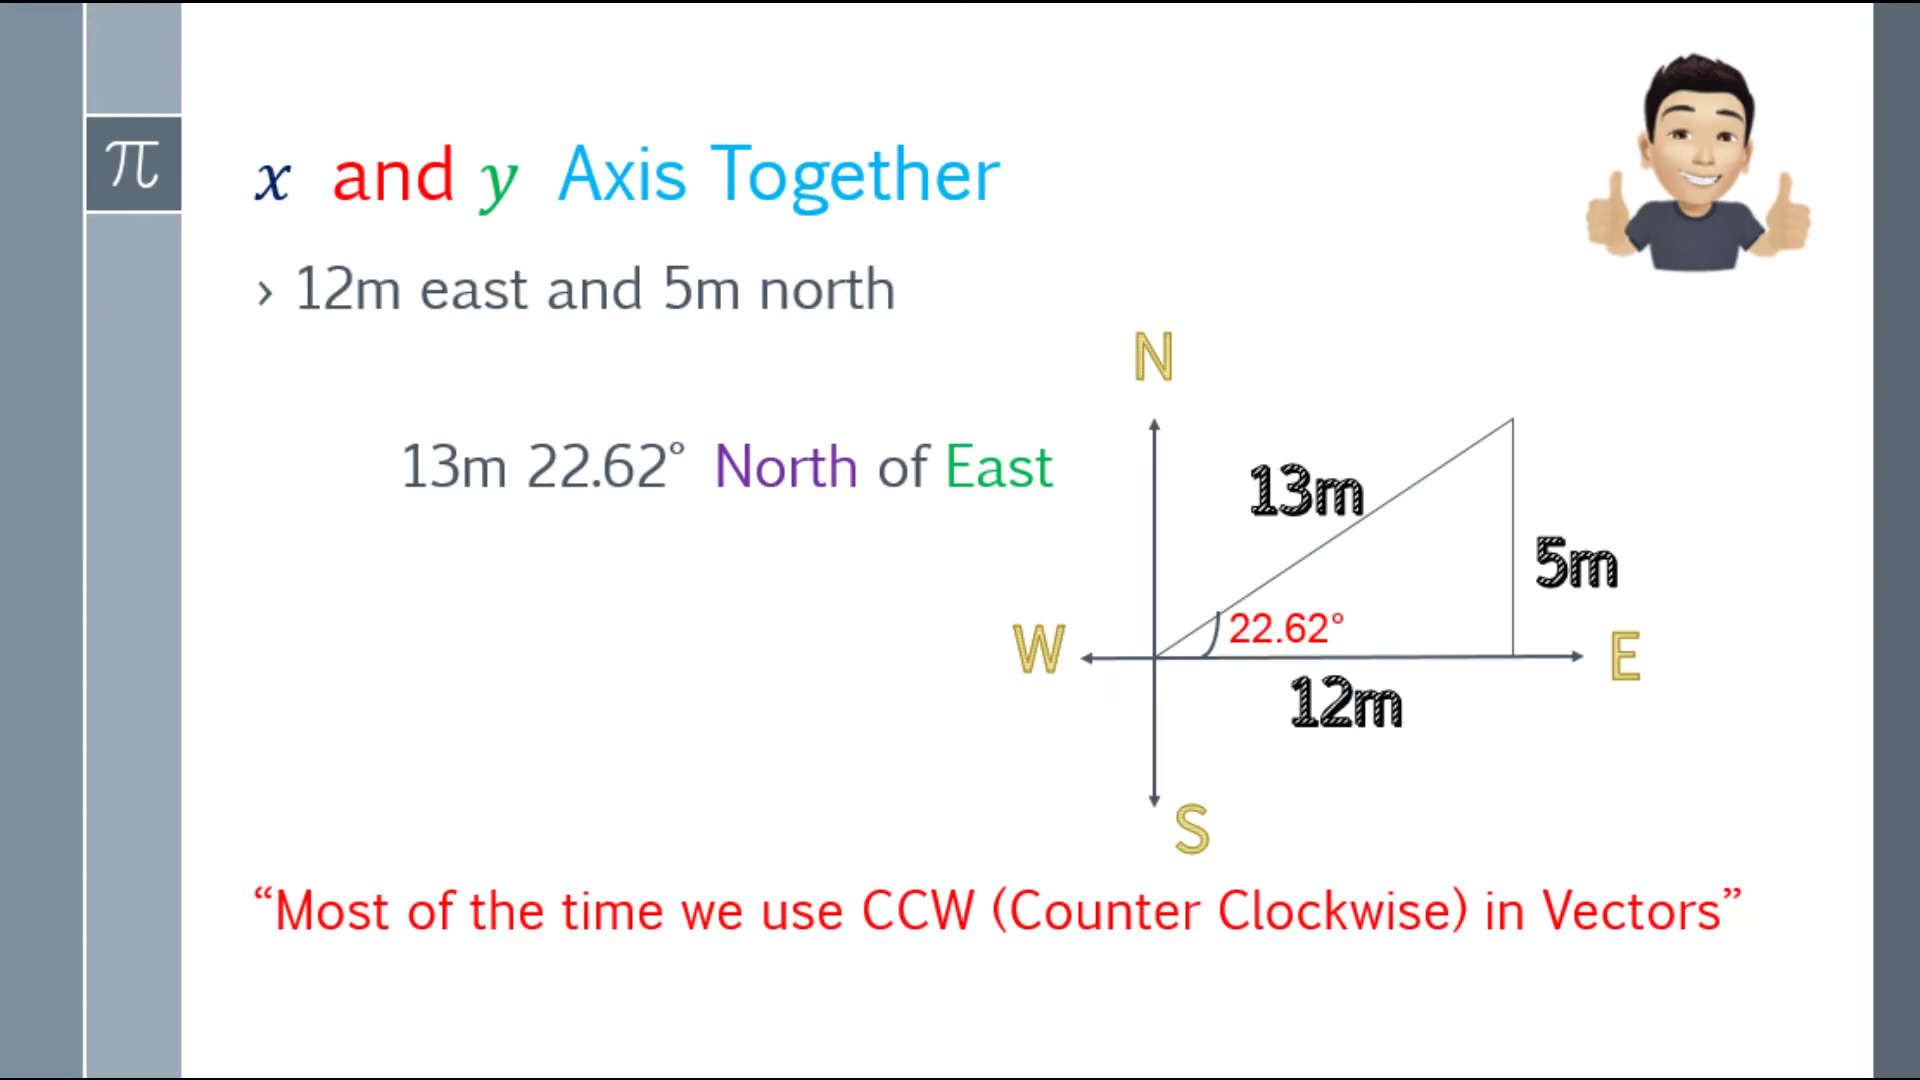 π
x and y Axis Together
› 12m east and 5m north
N
13m 22.62° North of East
13m
5m
22.62°
W
E
12m
S
“Most of the time we use CCW (Counter Clockwise) in Vectors”